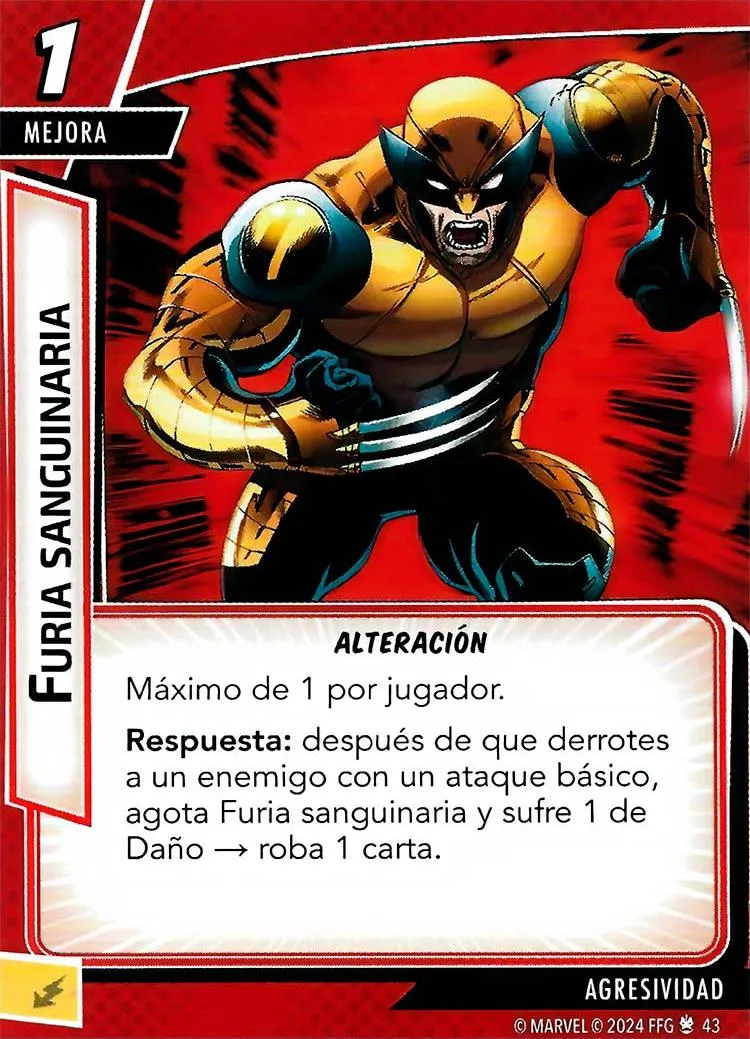 1
MEJORA
FURIA SANGUINARIA
ALTERACIÓN
Máximo de 1 por jugador.
Respuesta: después de que derrotes
a un enemigo con un ataque básico,
agota Furia sanguinaria y sufre 1 de
Daño → roba 1 carta.
AGRESIVIDAD
© MARVEL © 2024 FFG 43